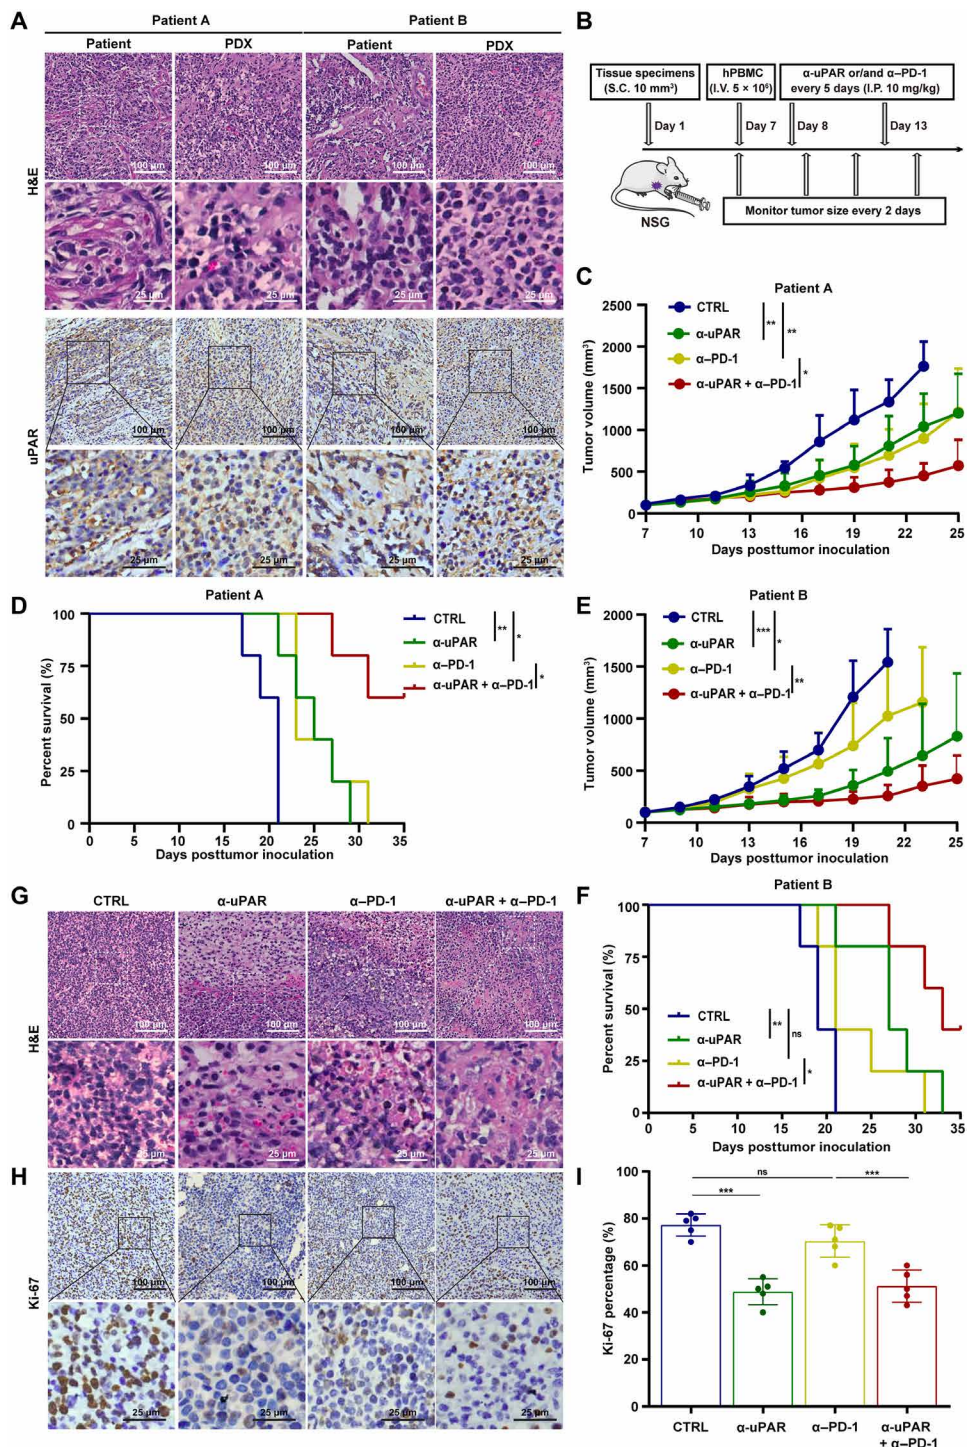 A
Patient A
Patient B
Patient
PDX
Patient
PDX
H&E
100 μm
100 μm
100 μm
100 μm
25 μm
25 μm
25 μm
25 μm
uPAR
100 μm
100 μm
100 μm
100 μm
25 μm
25 μm
25 μm
25 μm
B
Tissue specimens
(S.C. 10 mm³)
hPBMC
(I.V. 5 × 10⁶)
α-uPAR or/and α–PD-1
every 5 days (I.P. 10 mg/kg)
Day 1
Day 7
Day 8
Day 13
NSG
Monitor tumor size every 2 days
C
Patient A
Tumor volume (mm³)
2500
2000
1500
1000
500
0
7
10
13
16
19
22
25
Days posttumor inoculation
CTRL
α-uPAR
α–PD-1
α-uPAR + α–PD-1
**
**
*
D
Patient A
Percent survival (%)
100
75
50
25
0
0
5
10
15
20
25
30
35
Days posttumor inoculation
CTRL
α-uPAR
α–PD-1
α-uPAR + α–PD-1
**
*
*
E
Patient B
Tumor volume (mm³)
2000
1500
1000
500
0
7
10
13
16
19
22
25
Days posttumor inoculation
CTRL
α-uPAR
α–PD-1
α-uPAR + α–PD-1
***
*
**
F
Patient B
Percent survival (%)
100
75
50
25
0
0
5
10
15
20
25
30
35
Days posttumor inoculation
CTRL
α-uPAR
α–PD-1
α-uPAR + α–PD-1
**
ns
*
G
CTRL
α-uPAR
α–PD-1
α-uPAR + α–PD-1
H&E
100 μm
100 μm
100 μm
100 μm
25 μm
25 μm
25 μm
25 μm
H
Ki-67
100 μm
100 μm
100 μm
100 μm
25 μm
25 μm
25 μm
25 μm
I
Ki-67 percentage (%)
100
80
60
40
20
0
ns
***
***
CTRL
α-uPAR
α–PD-1
α-uPAR
+ α–PD-1